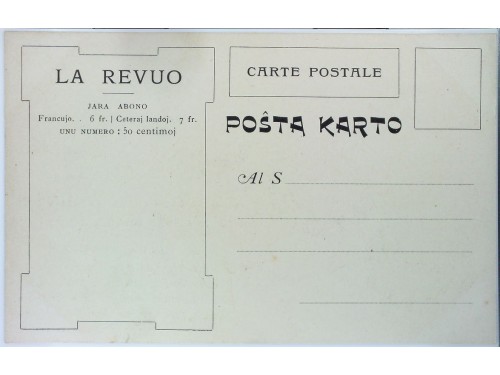 LA REVUO
JARA ABONO
Francujo. . 6 fr. | Ceteraj landoj, 7 fr.
UNU NUMERO : 50 centimoj
CARTE POSTALE
POŜTA KARTO
Al S